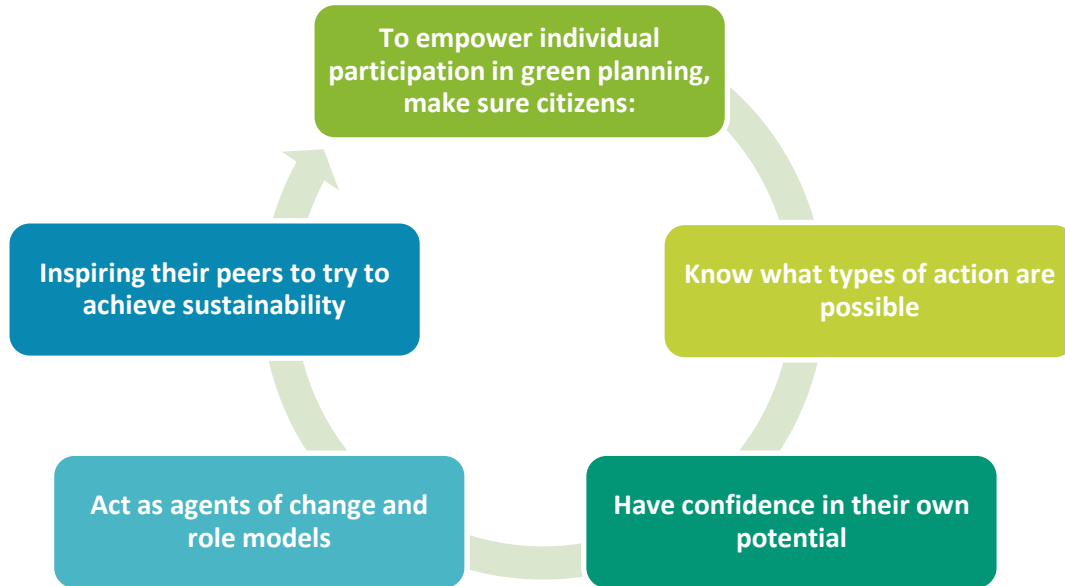 To empower individual
participation in green planning,
make sure citizens:
Know what types of action are
possible
Have confidence in their own
potential
Act as agents of change and
role models
Inspiring their peers to try to
achieve sustainability